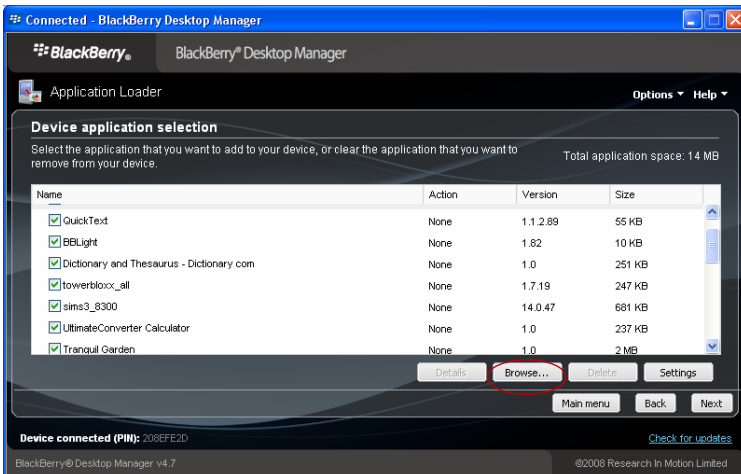 Connected - BlackBerry Desktop Manager
BlackBerry® BlackBerry® Desktop Manager
Application Loader Options Help
Device application selection
Select the application that you want to add to your device, or clear the application that you want to
remove from your device.
Total application space: 14 MB
Name Action Version Size
QuickText None 1.1.2.89 55 KB
BBLight None 1.82 10 KB
Dictionary and Thesaurus - Dictionary com None 1.0 251 KB
towerbloxx_all None 1.7.19 247 KB
sims3_8300 None 14.0.47 681 KB
UltimateConverter Calculator None 1.0 237 KB
Tranquil Garden None 1.0 2 MB
Details Browse... Delete Settings
Main menu Back Next
Device connected (PIN): 208EFE2D Check for updates
BlackBerry® Desktop Manager v4.7 ©2008 Research In Motion Limited